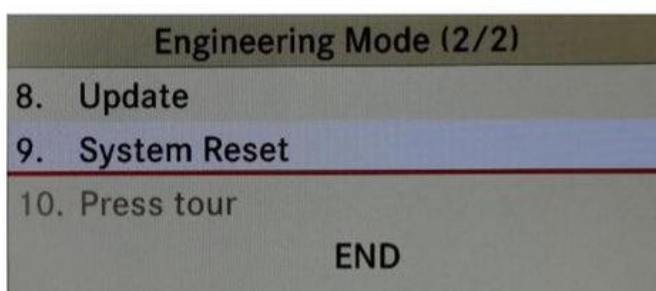 Engineering Mode (2/2)
8. Update
9. System Reset
10. Press tour
END